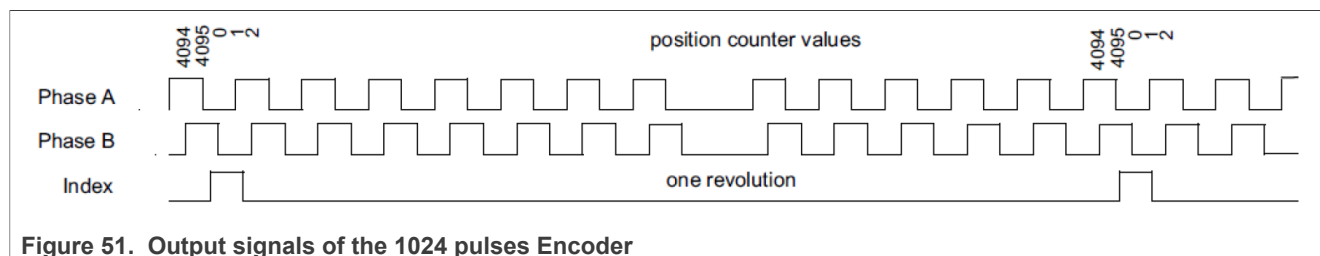 4094
4095
0
1
2
position counter values
4094
4095
0
1
2
Phase A
Phase B
Index
one revolution
Figure 51. Output signals of the 1024 pulses Encoder